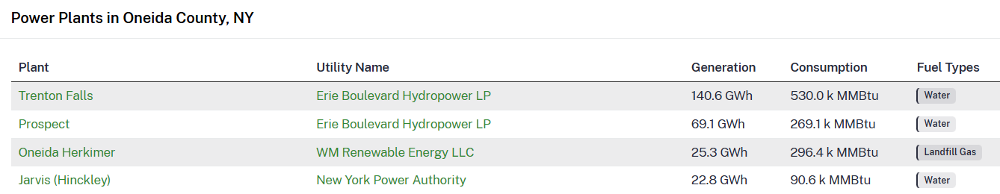 Power Plants in Oneida County, NY
Plant Utility Name Generation Consumption Fuel Types
Trenton Falls Erie Boulevard Hydropower LP 140.6 GWh 530.0 k MMBtu Water
Prospect Erie Boulevard Hydropower LP 69.1 GWh 269.1 k MMBtu Water
Oneida Herkimer WM Renewable Energy LLC 25.3 GWh 296.4 k MMBtu Landfill Gas
Jarvis (Hinckley) New York Power Authority 22.8 GWh 90.6 k MMBtu Water